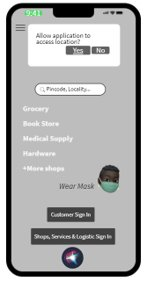 9:41
Allow application to
access location?
Yes No
Pincode, Locality...
Grocery
Book Store
Medical Supply
Hardware
+More shops
Wear Mask
Customer Sign In
Shops, Services & Logistic Sign In